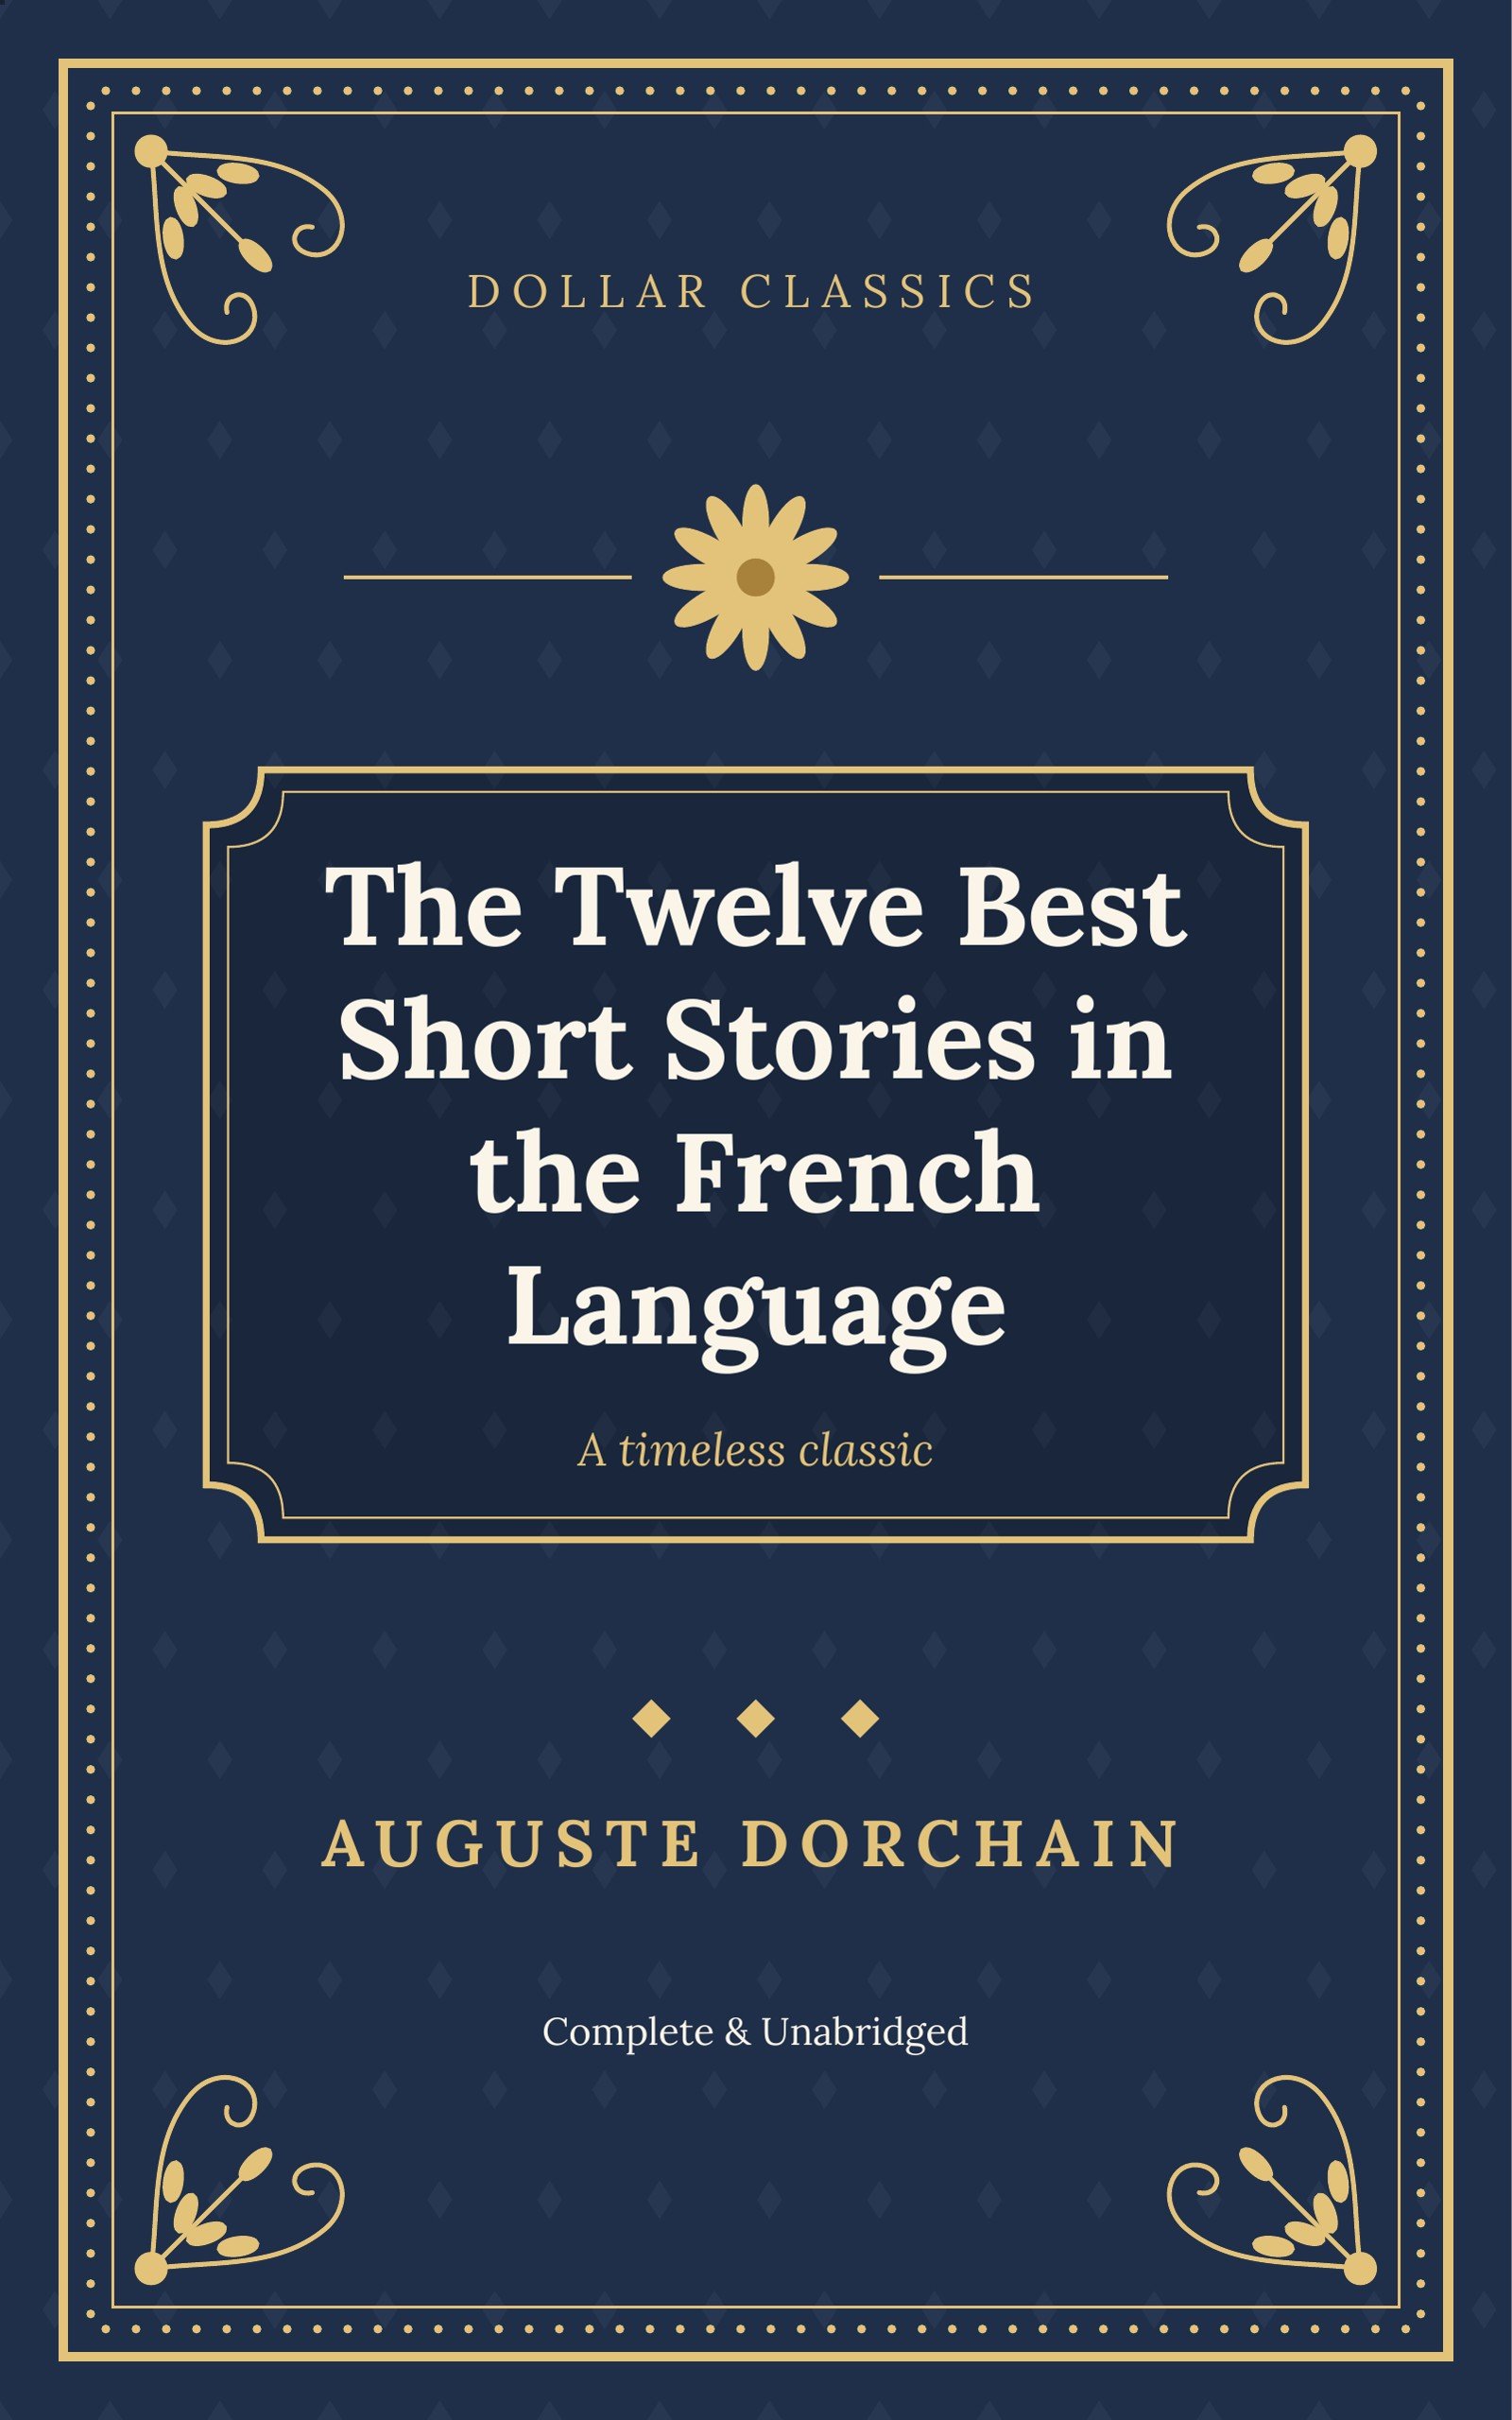 DOLLAR CLASSICS
The Twelve Best
Short Stories in
the French
Language
A timeless classic
AUGUSTE DORCHAIN
Complete & Unabridged